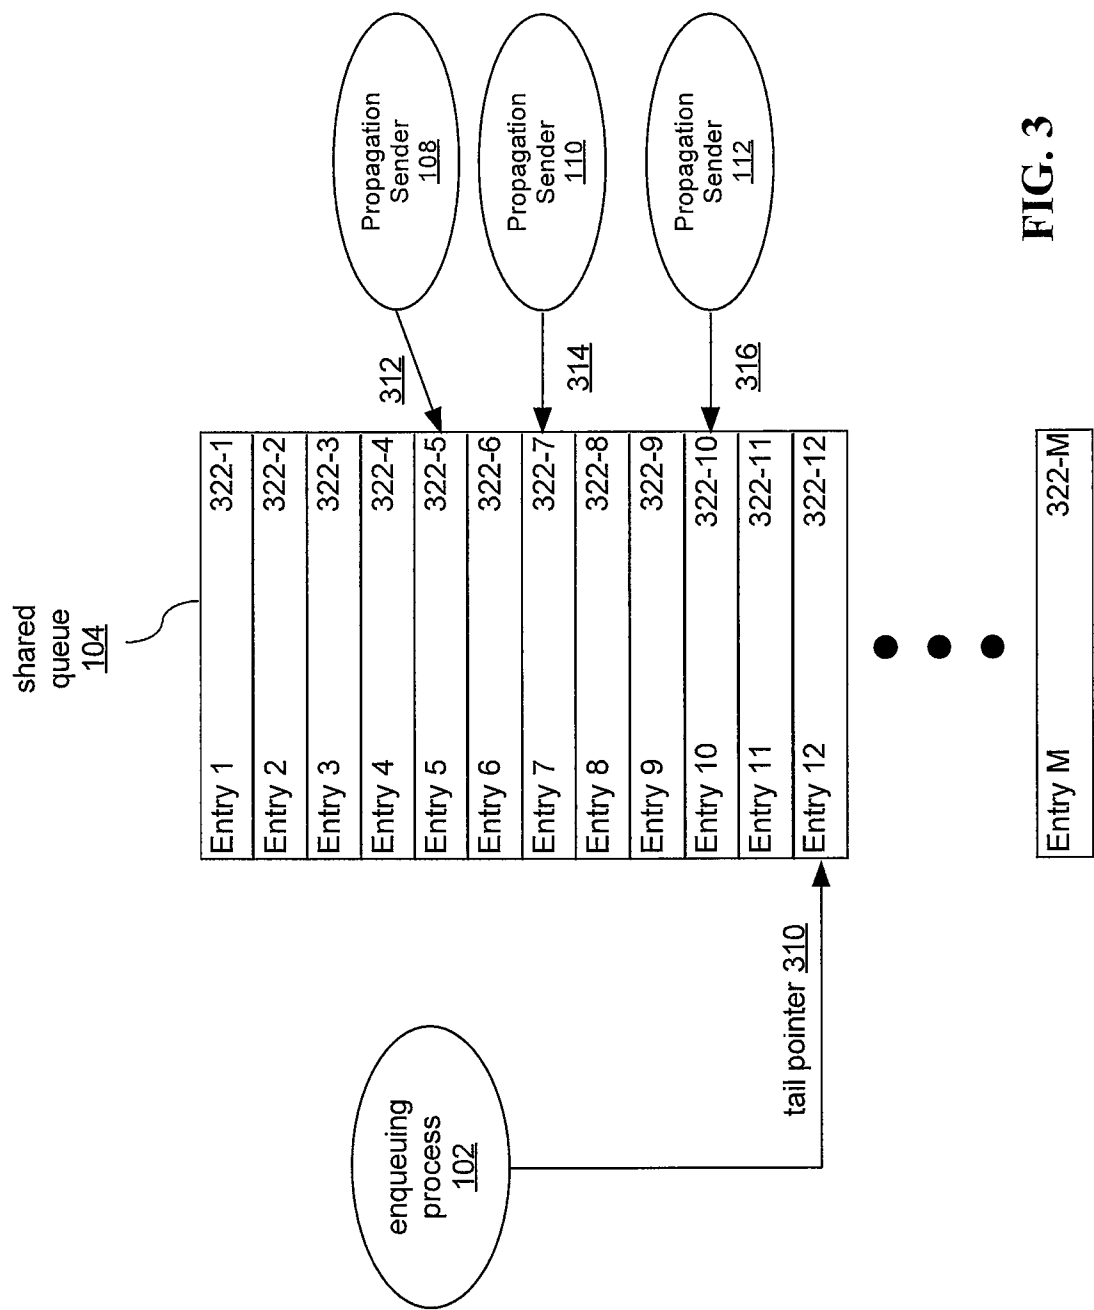 shared
queue
104
Entry 1 322-1
Entry 2 322-2
Entry 3 322-3
Entry 4 322-4
Entry 5 322-5
Entry 6 322-6
Entry 7 322-7
Entry 8 322-8
Entry 9 322-9
Entry 10 322-10
Entry 11 322-11
Entry 12 322-12
Entry M 322-M
enqueuing
process
102
tail pointer 310
312
314
316
Propagation
Sender
108
Propagation
Sender
110
Propagation
Sender
112
FIG. 3